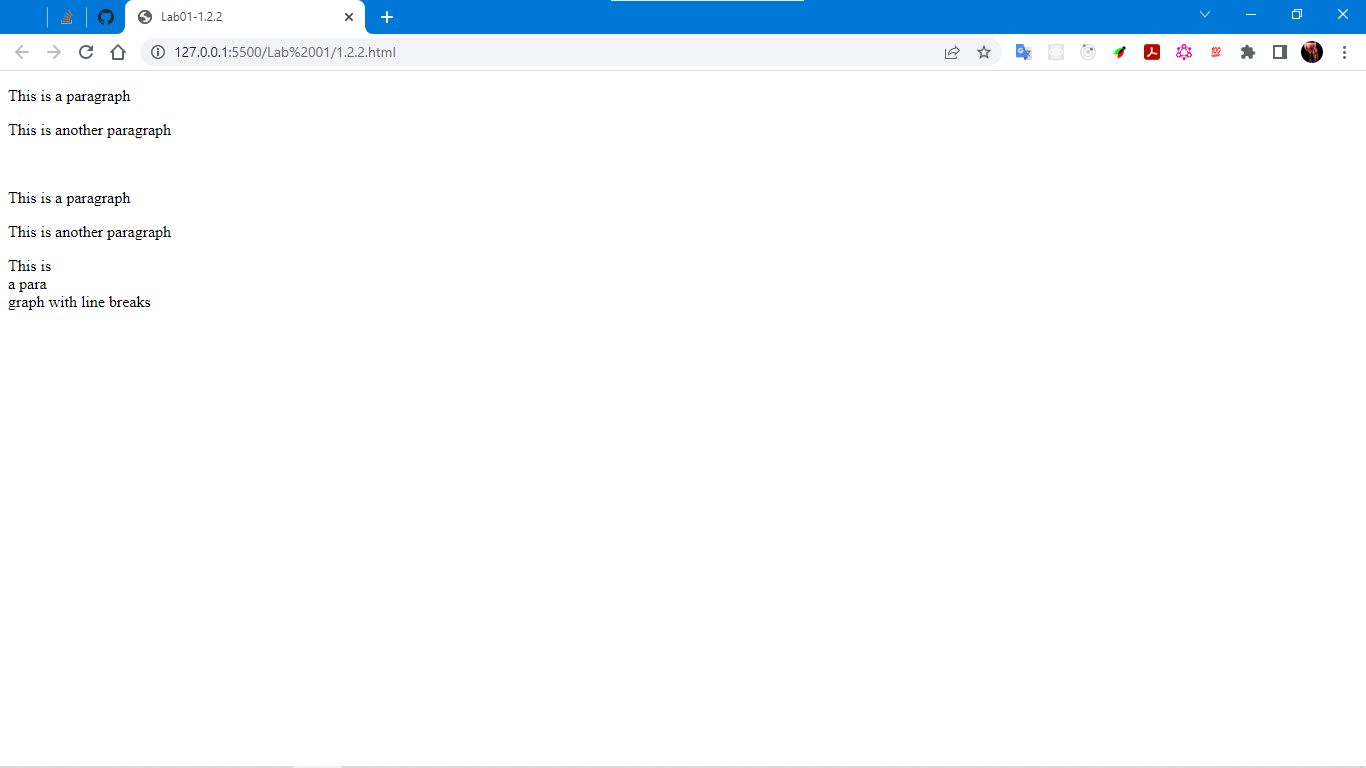 Lab01-1.2.2
127.0.0.1:5500/Lab%2001/1.2.2.html
This is a paragraph
This is another paragraph
This is a paragraph
This is another paragraph
This is
a para
graph with line breaks